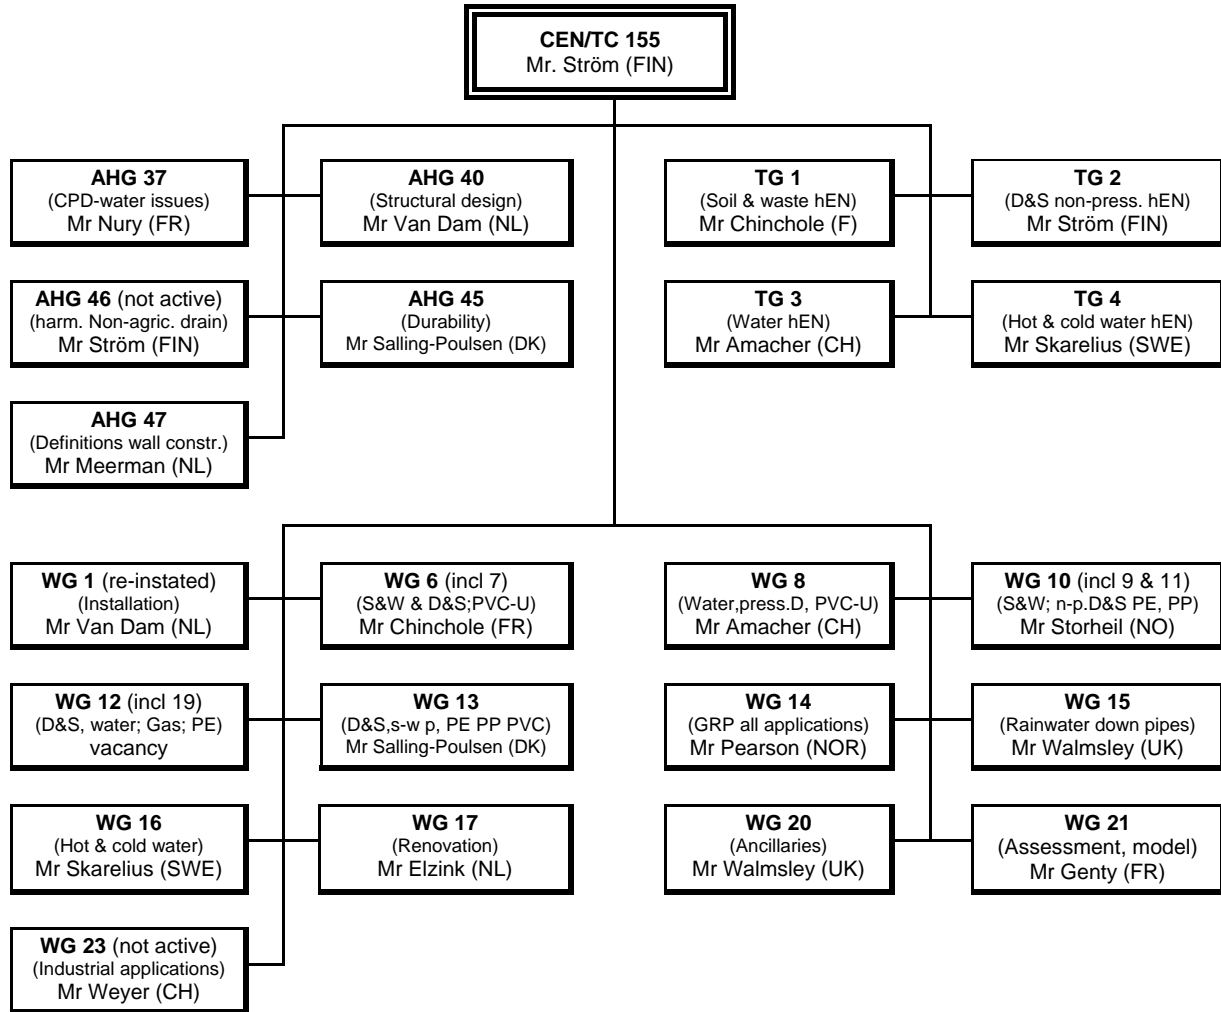 CEN/TC 155
Mr. Ström (FIN)
AHG 37
(CPD-water issues)
Mr Nury (FR)
AHG 40
(Structural design)
Mr Van Dam (NL)
TG 1
(Soil & waste hEN)
Mr Chinchole (F)
TG 2
(D&S non-press. hEN)
Mr Ström (FIN)
AHG 46 (not active)
(harm. Non-agric. drain)
Mr Ström (FIN)
AHG 45
(Durability)
Mr Salling-Poulsen (DK)
TG 3
(Water hEN)
Mr Amacher (CH)
TG 4
(Hot & cold water hEN)
Mr Skarelius (SWE)
AHG 47
(Definitions wall constr.)
Mr Meerman (NL)
WG 1 (re-instated)
(Installation)
Mr Van Dam (NL)
WG 6 (incl 7)
(S&W & D&S;PVC-U)
Mr Chinchole (FR)
WG 8
(Water,press.D, PVC-U)
Mr Amacher (CH)
WG 10 (incl 9 & 11)
(S&W; n-p.D&S PE, PP)
Mr Storheil (NO)
WG 12 (incl 19)
(D&S, water; Gas; PE)
vacancy
WG 13
(D&S,s-w p, PE PP PVC)
Mr Salling-Poulsen (DK)
WG 14
(GRP all applications)
Mr Pearson (NOR)
WG 15
(Rainwater down pipes)
Mr Walmsley (UK)
WG 16
(Hot & cold water)
Mr Skarelius (SWE)
WG 17
(Renovation)
Mr Elzink (NL)
WG 20
(Ancillaries)
Mr Walmsley (UK)
WG 21
(Assessment, model)
Mr Genty (FR)
WG 23 (not active)
(Industrial applications)
Mr Weyer (CH)